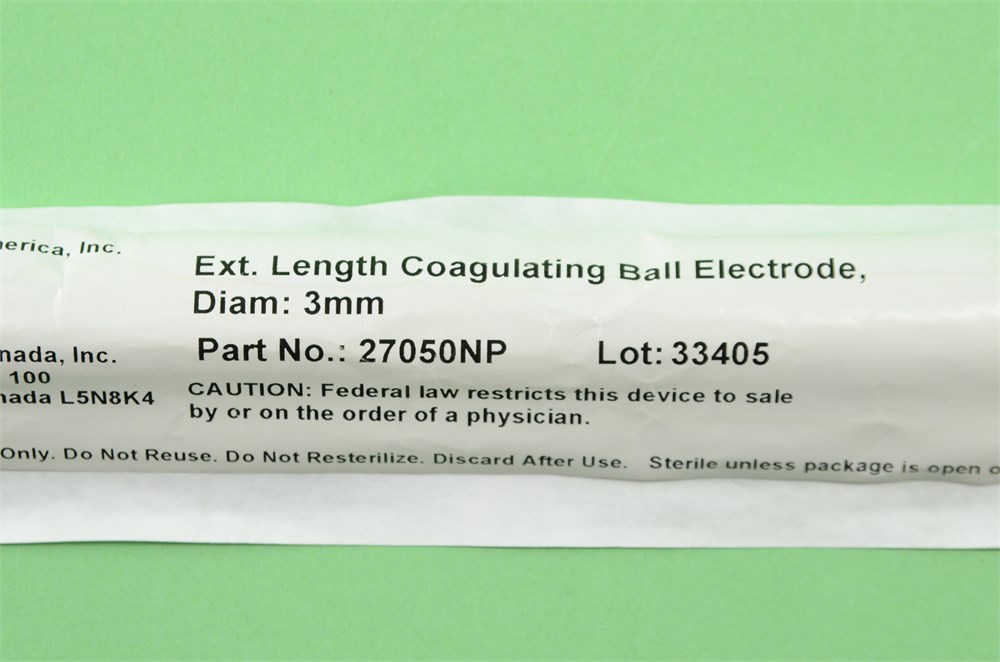 erica, Inc.
Ext. Length Coagulating Ball Electrode,
Diam: 3mm
Part No.: 27050NP Lot: 33405
nada, Inc.
100
nada L5N8K4
CAUTION: Federal law restricts this device to sale
by or on the order of a physician.
Only. Do Not Reuse. Do Not Resterilize. Discard After Use. Sterile unless package is open o